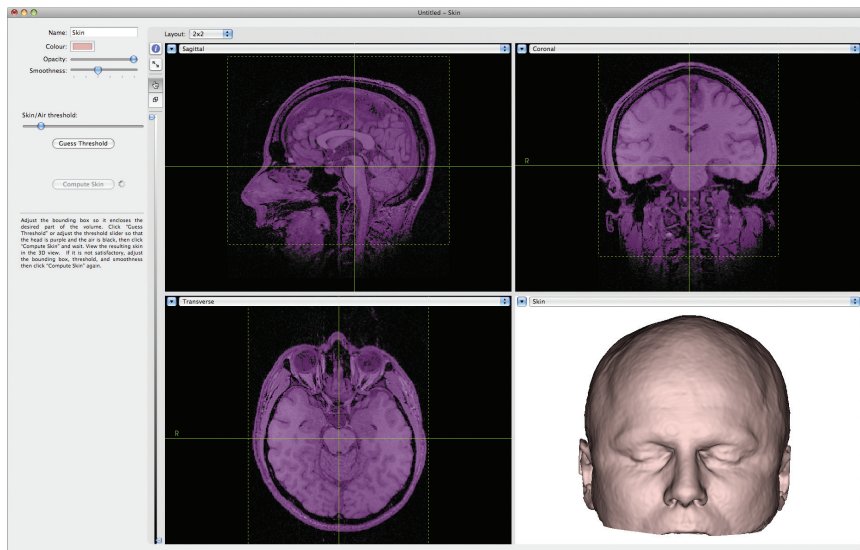 Untitled – Skin
Name: Skin
Colour:
Opacity:
Smoothness:
Skin/Air threshold:
Guess Threshold
Compute Skin
Adjust the bounding box so it encloses the
desired part of the volume. Click "Guess
Threshold" or adjust the threshold slider so that
the head is purple and the air is black, then click
"Compute Skin" and wait. View the resulting skin
in the 3D view. If it is not satisfactory, adjust
the bounding box, threshold, and smoothness
then click "Compute Skin" again.
Layout: 2x2
Sagittal
Coronal
R
Transverse
R
Skin